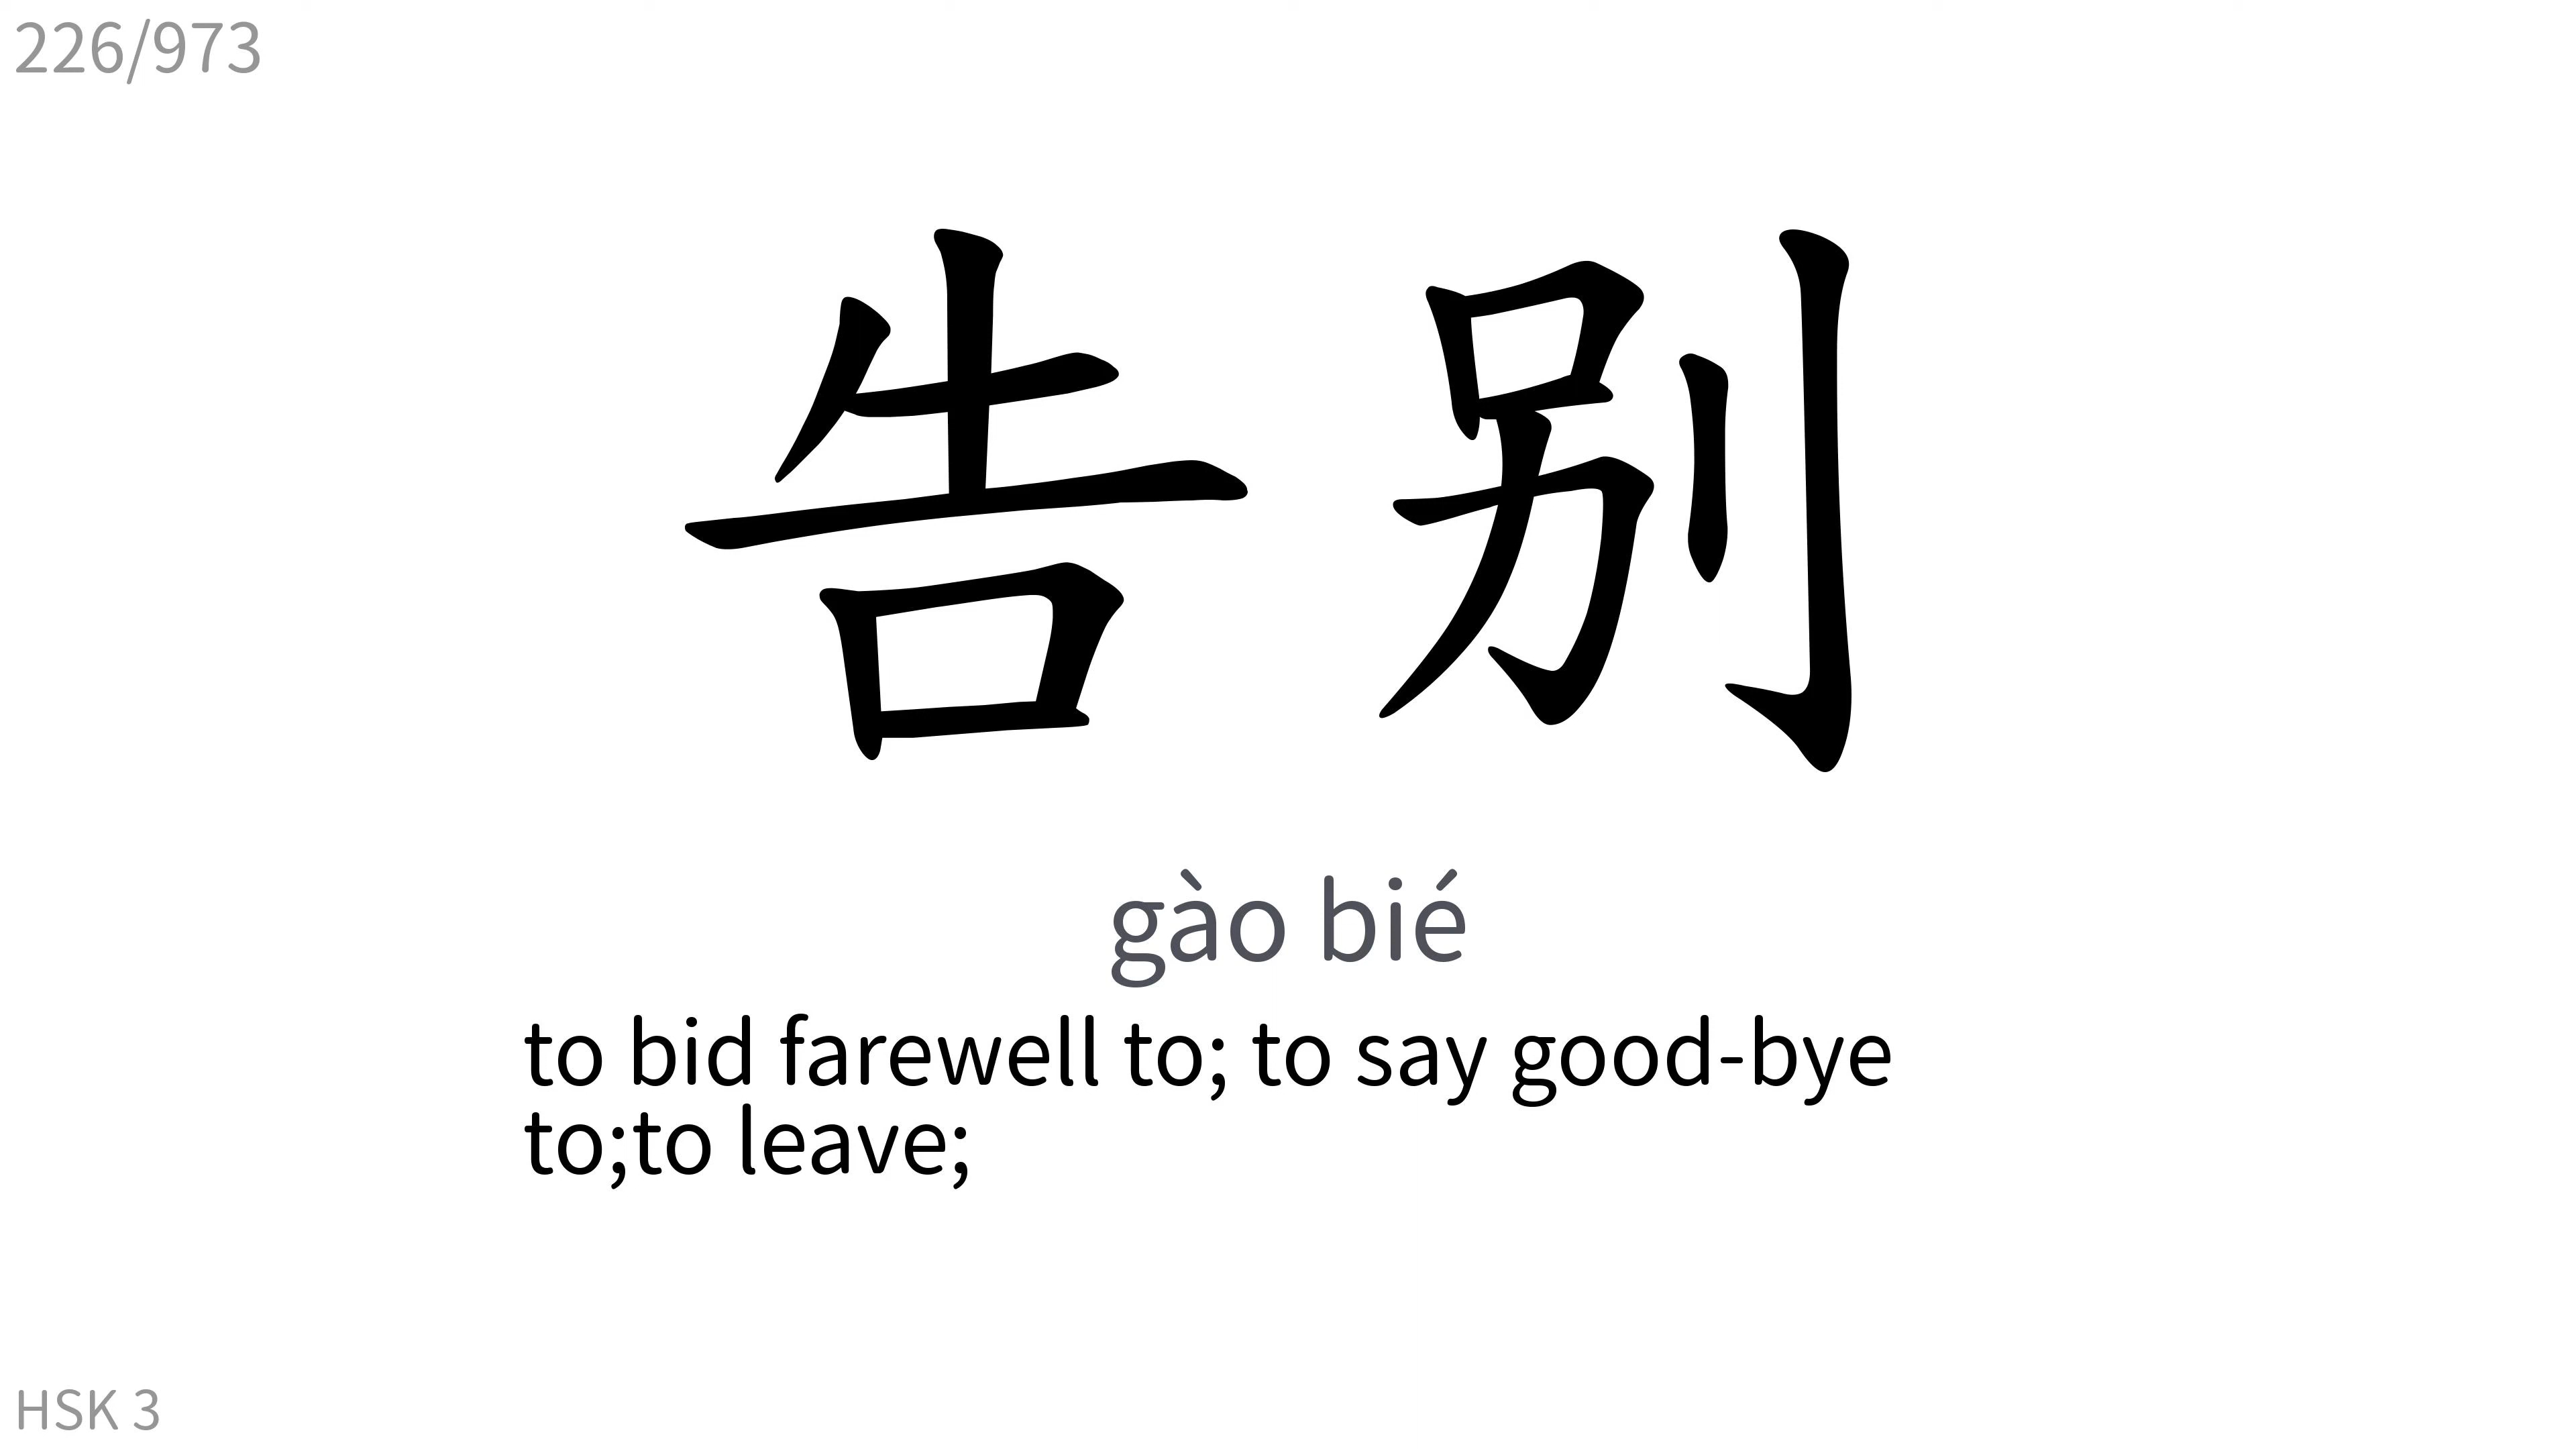 226/973
告别
gào bié
to bid farewell to; to say good-bye
to;to leave;
HSK 3